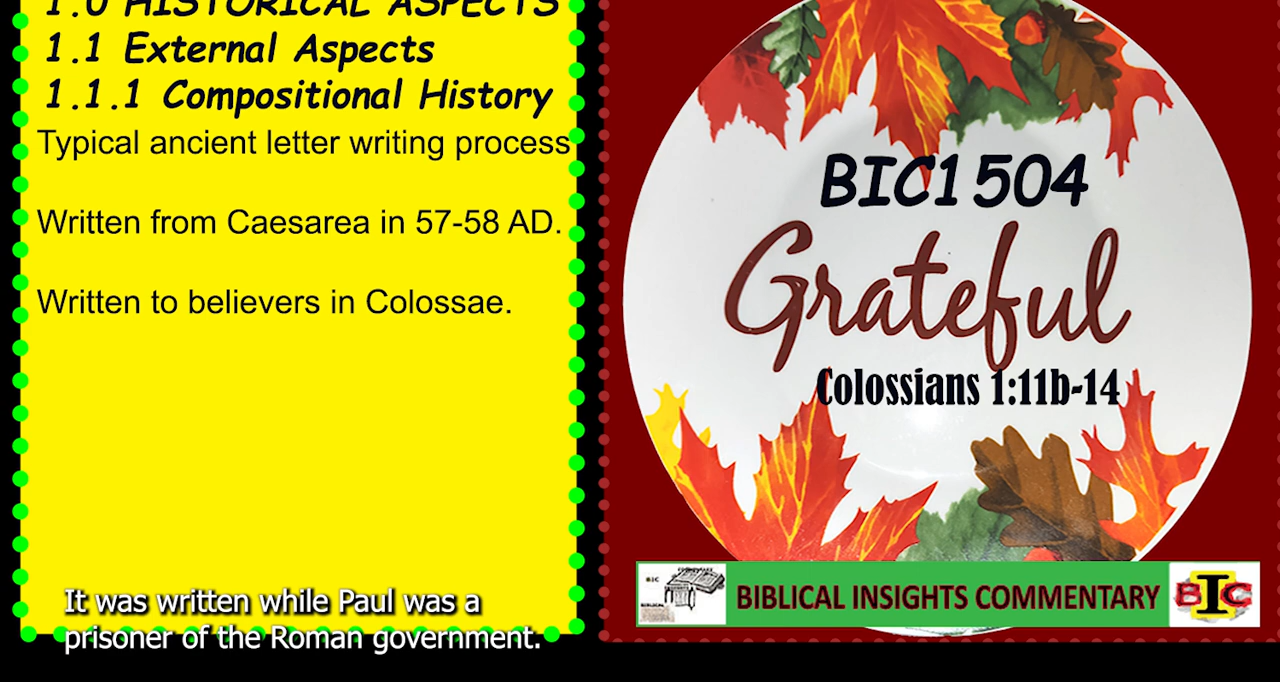 1.0 HISTORICAL ASPECTS
1.1 External Aspects
1.1.1 Compositional History
Typical ancient letter writing process
Written from Caesarea in 57-58 AD.
Written to believers in Colossae.
It was written while Paul was a
prisoner of the Roman government.
BIC1504
Grateful
Colossians 1:11b-14
BIC
BIBLICAL INSIGHTS COMMENTARY
BIC